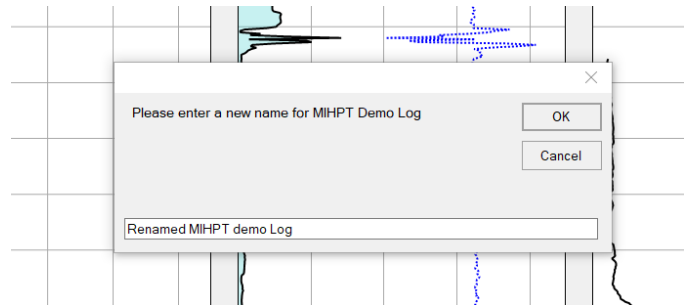 Please enter a new name for MIHPT Demo Log
OK
Cancel
Renamed MIHPT demo Log